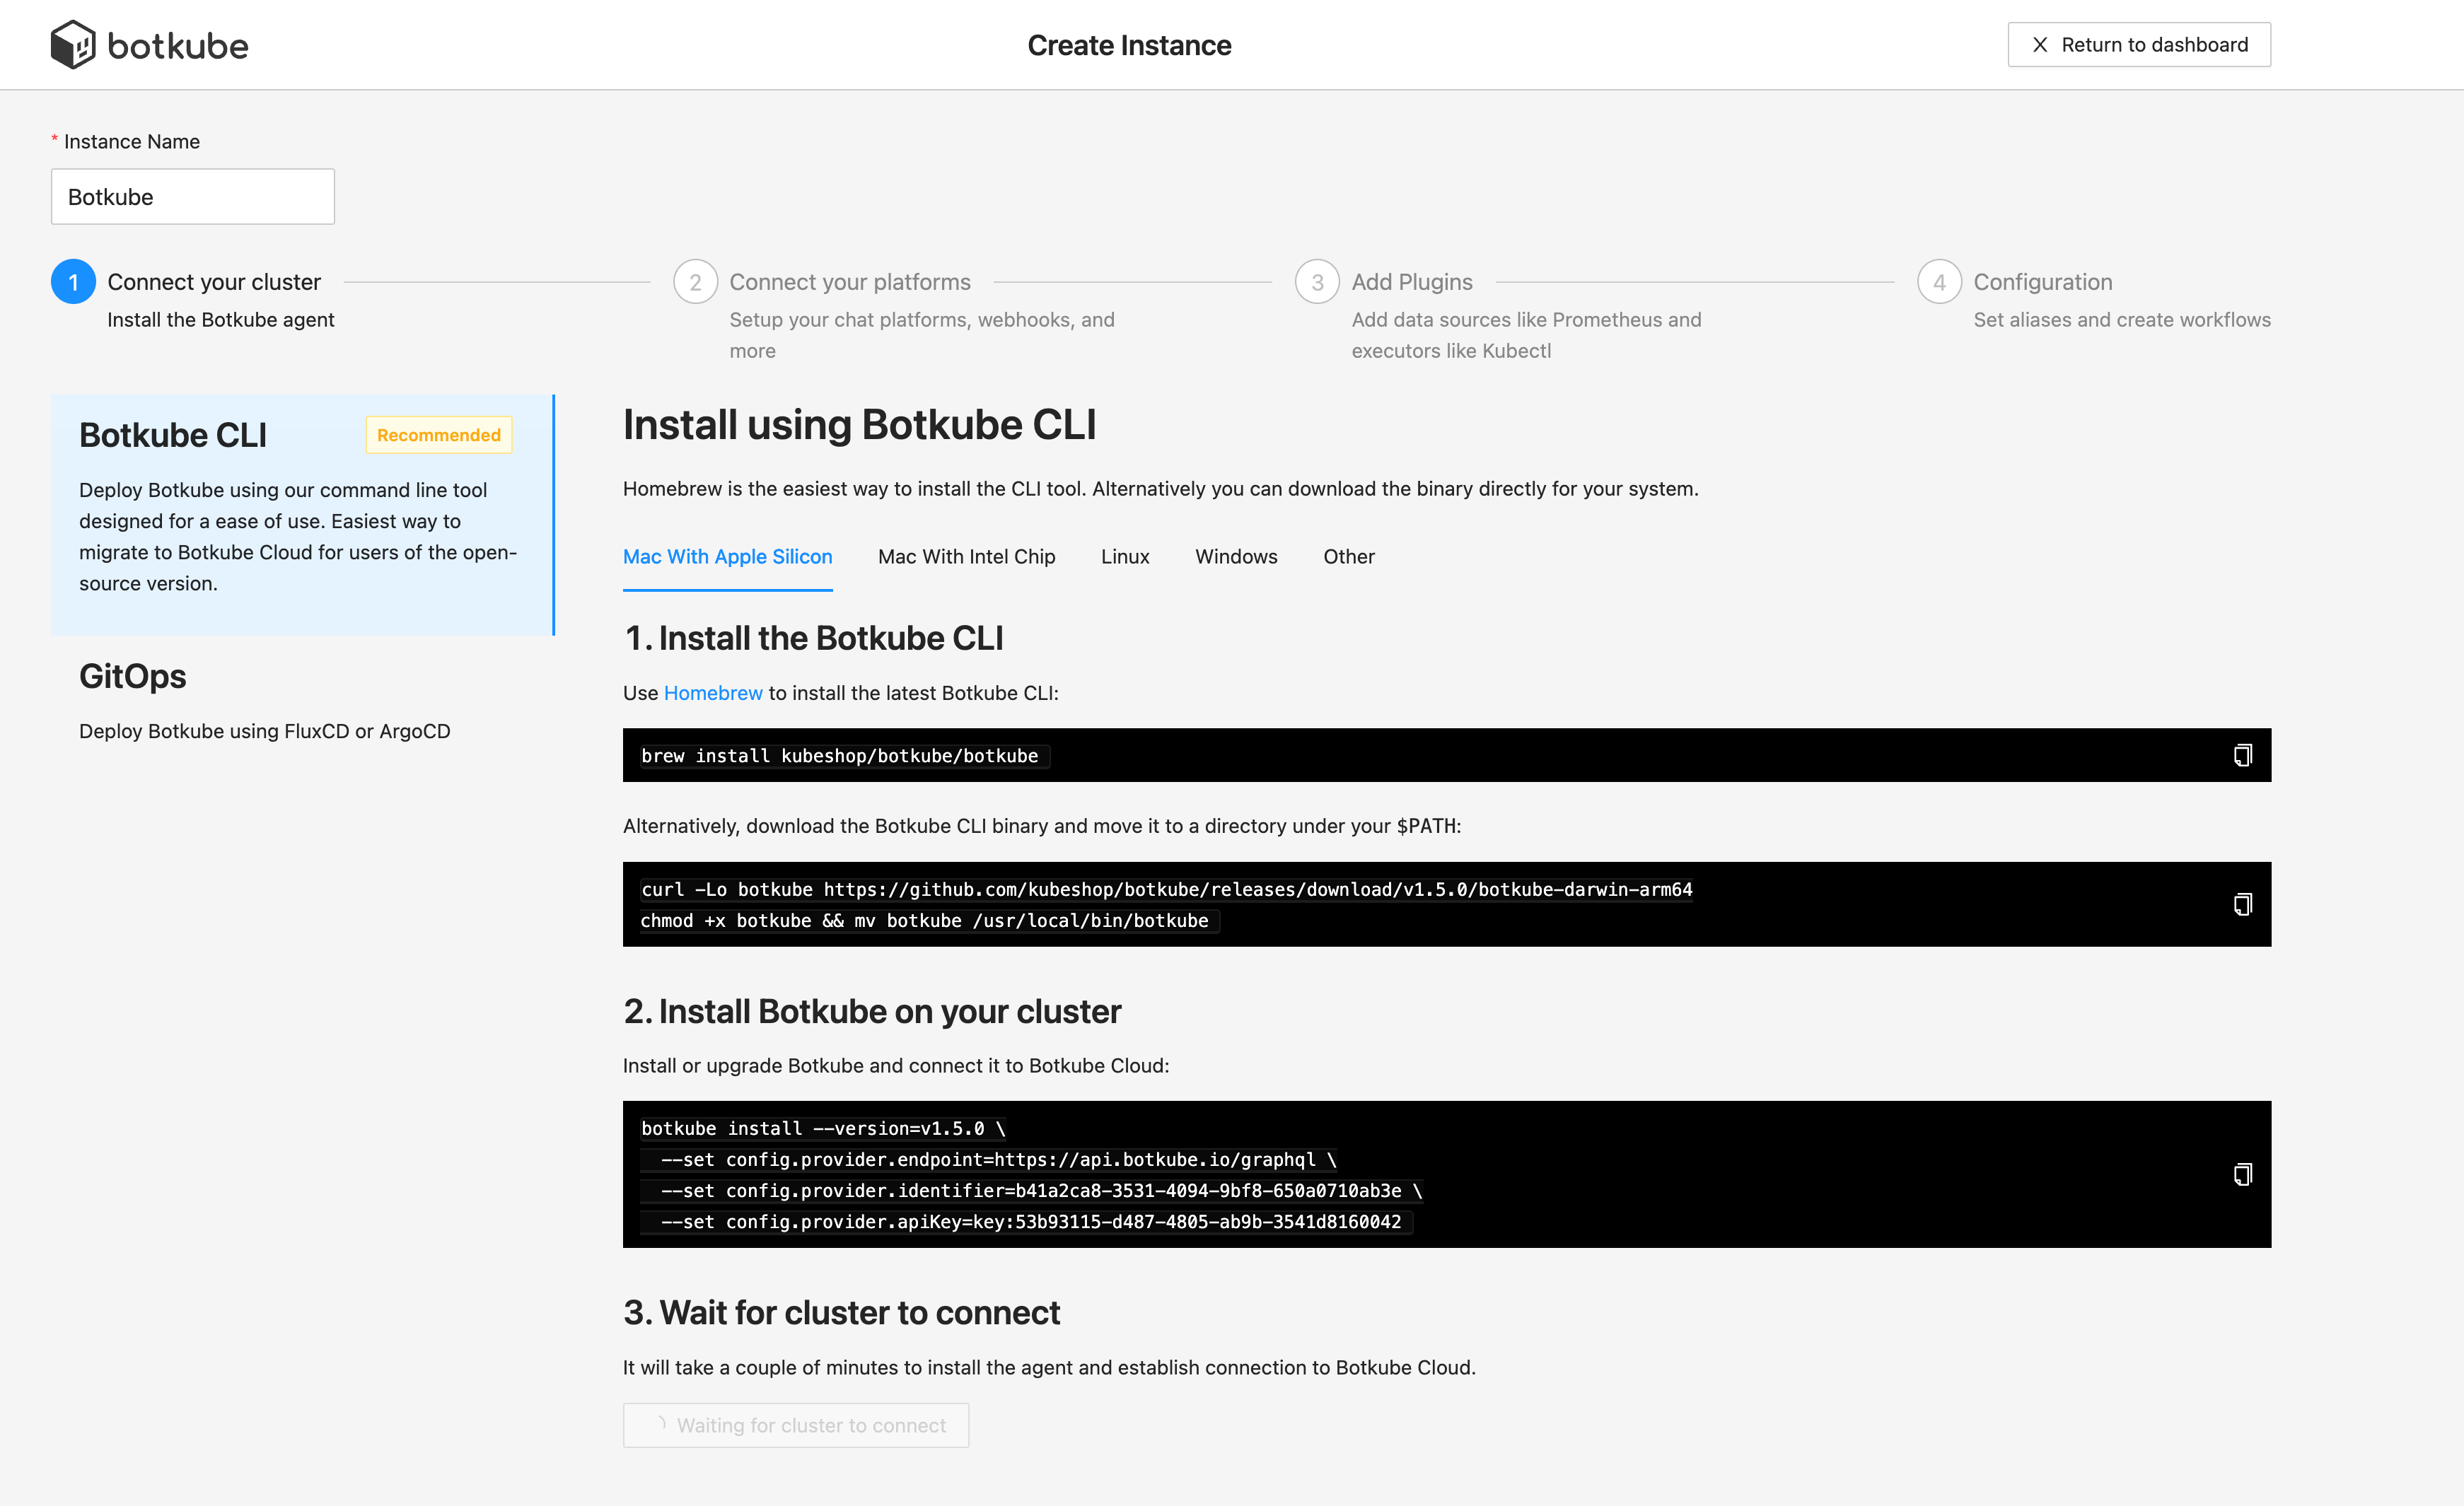 botkube
Create Instance
X Return to dashboard
* Instance Name
Botkube
1 Connect your cluster
Install the Botkube agent
2 Connect your platforms
Setup your chat platforms, webhooks, and
more
3 Add Plugins
Add data sources like Prometheus and
executors like Kubectl
4 Configuration
Set aliases and create workflows
Botkube CLI
Recommended
Deploy Botkube using our command line tool
designed for a ease of use. Easiest way to
migrate to Botkube Cloud for users of the open-
source version.
GitOps
Deploy Botkube using FluxCD or ArgoCD
Install using Botkube CLI
Homebrew is the easiest way to install the CLI tool. Alternatively you can download the binary directly for your system.
Mac With Apple Silicon Mac With Intel Chip Linux Windows Other
1. Install the Botkube CLI
Use Homebrew to install the latest Botkube CLI:
brew install kubeshop/botkube/botkube
Alternatively, download the Botkube CLI binary and move it to a directory under your $PATH:
curl -Lo botkube https://github.com/kubeshop/botkube/releases/download/v1.5.0/botkube-darwin-arm64
chmod +x botkube && mv botkube /usr/local/bin/botkube
2. Install Botkube on your cluster
Install or upgrade Botkube and connect it to Botkube Cloud:
botkube install --version=v1.5.0 \
--set config.provider.endpoint=https://api.botkube.io/graphql \
--set config.provider.identifier=b41a2ca8-3531-4094-9bf8-650a0710ab3e \
--set config.provider.apiKey=key:53b93115-d487-4805-ab9b-3541d8160042
3. Wait for cluster to connect
It will take a couple of minutes to install the agent and establish connection to Botkube Cloud.
Waiting for cluster to connect